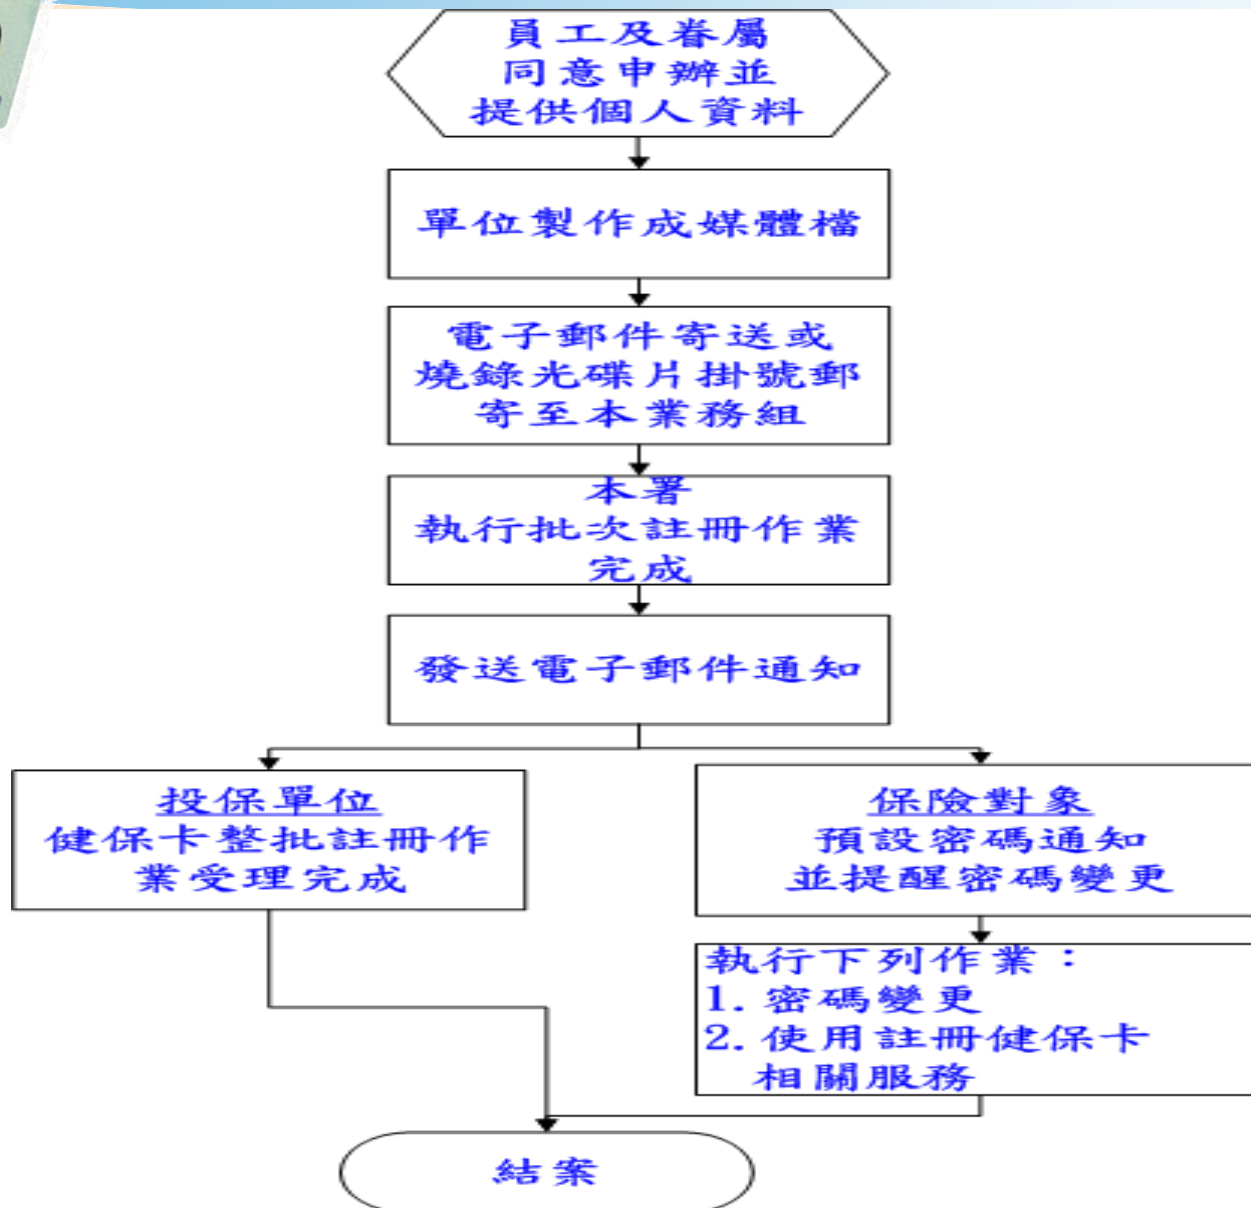 員工及眷屬
同意申辦並
提供個人資料
單位製作成媒體檔
電子郵件寄送或
燒錄光碟片掛號郵
寄至本業務組
本署
執行批次註冊作業
完成
發送電子郵件通知
投保單位
健保卡整批註冊作
業受理完成
保險對象
預設密碼通知
並提醒密碼變更
執行下列作業：
1. 密碼變更
2. 使用註冊健保卡
相關服務
結案